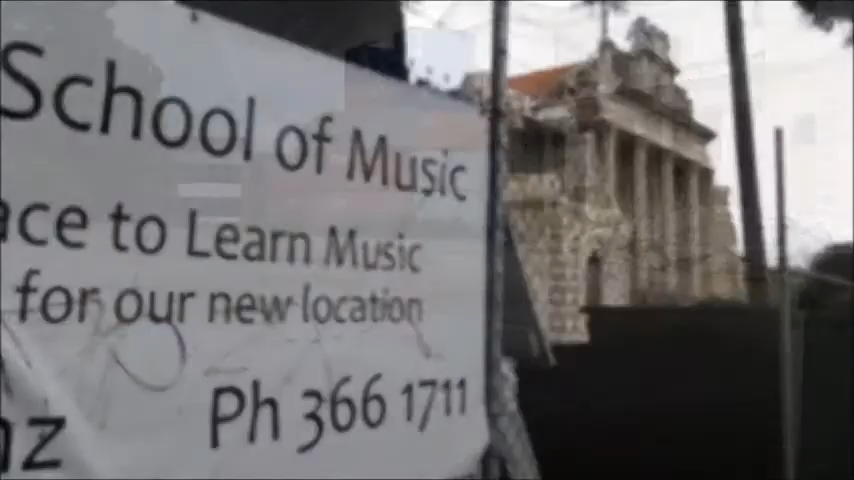 School of Music
ace to Learn Music
for our new location
Ph 366 1711
nz